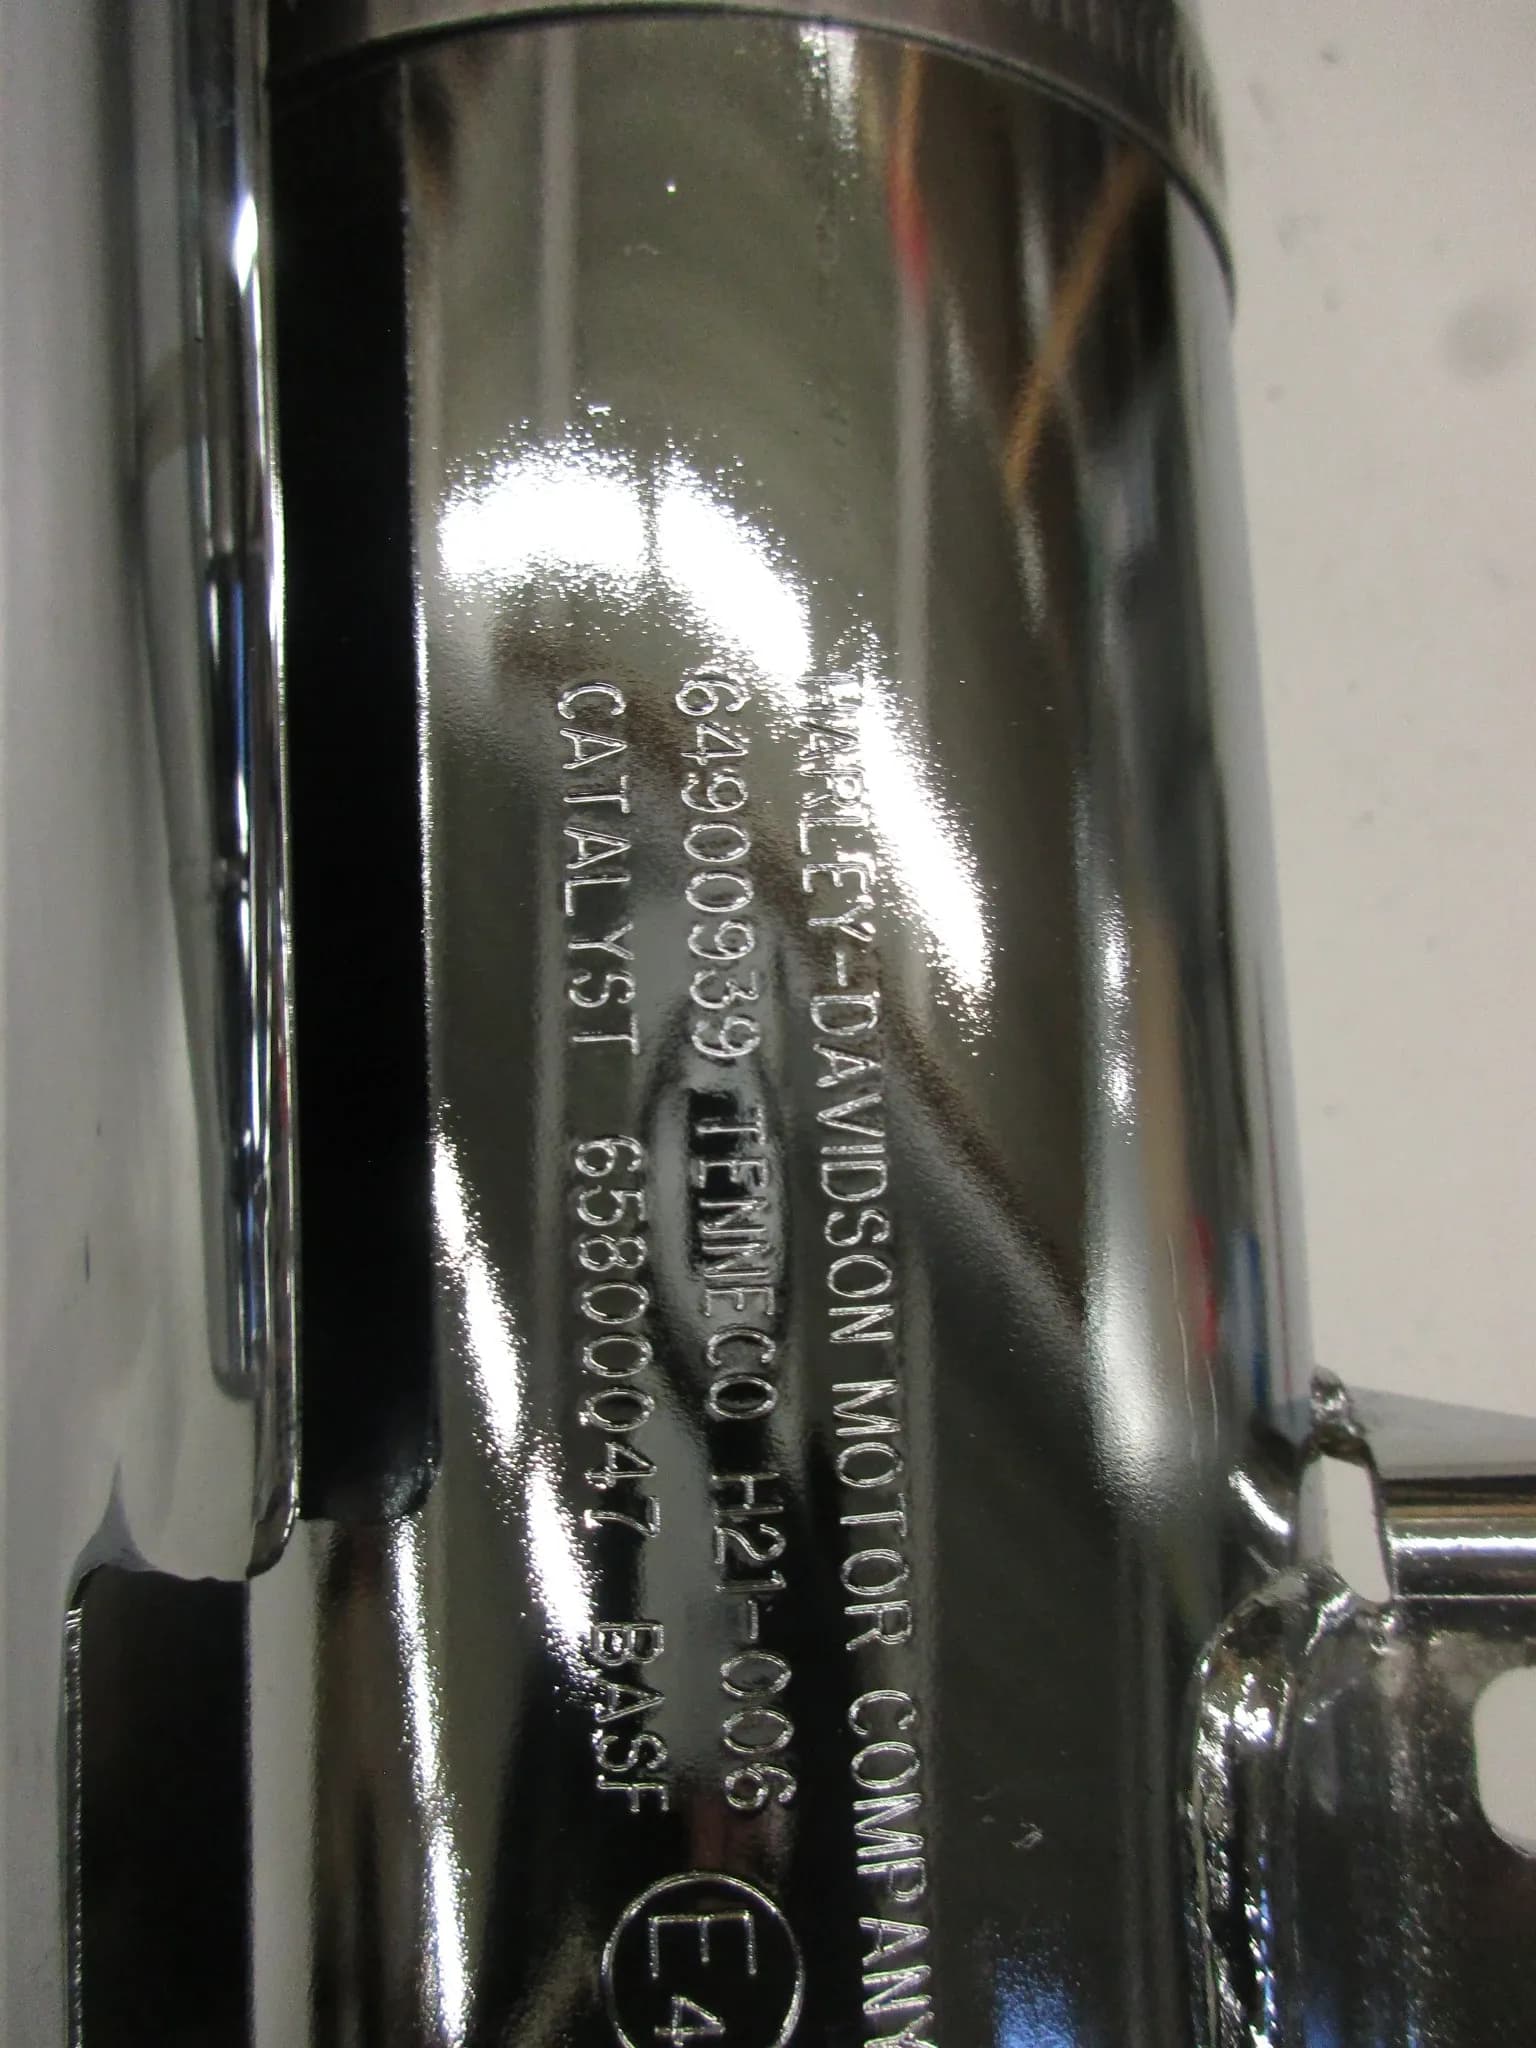 HARLEY-DAVIDSON MOTOR COMPANY
64900939 TENNECO H21-006
CATALYST 65800047 BASF
E4